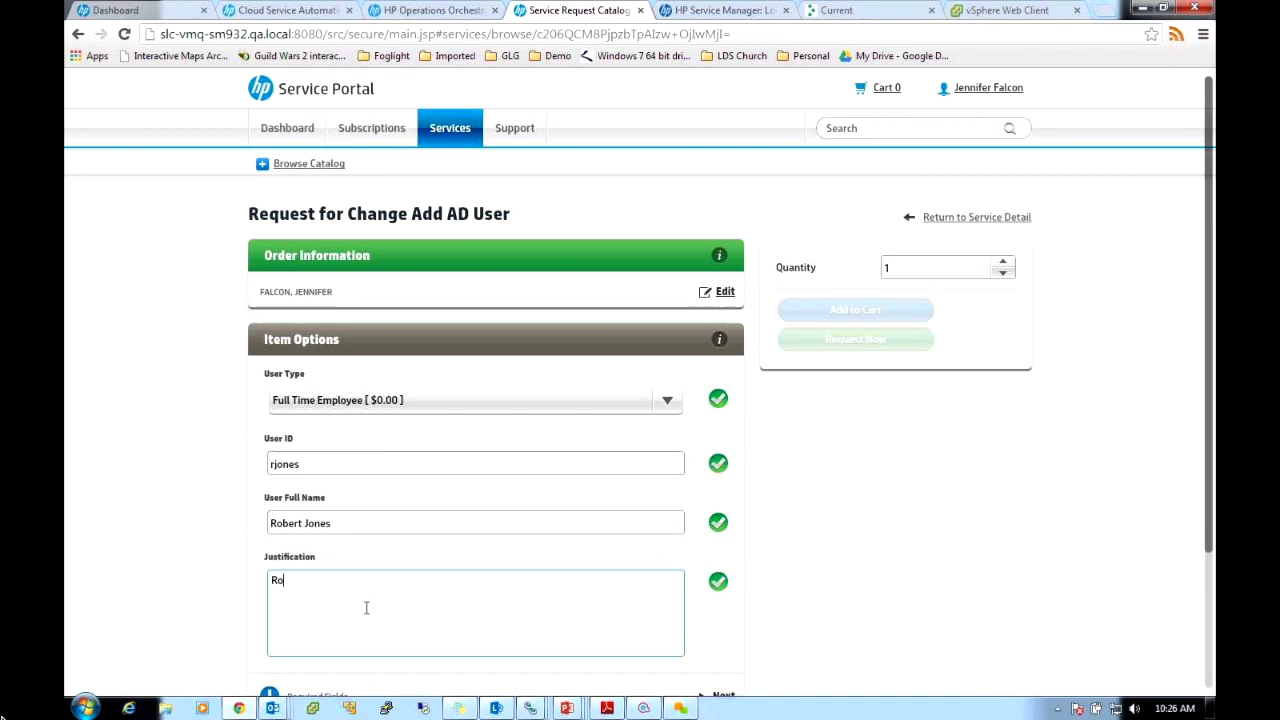 Dashboard
Cloud Service Automati
HP Operations Orchestr
Service Request Catalog
HP Service Manager: Lo
Current
vSphere Web Client
slc-vmq-sm932.qa.local:8080/src/secure/main.jsp#services/browse/
Apps
Interactive Maps Arc...
Guild Wars 2 interac...
Foglight
Imported
GLG
Demo
Windows 7 64 bit dri...
LDS Church
Personal
My Drive - Google D...
hp Service Portal
Cart 0
Jennifer Falcon
Dashboard
Subscriptions
Services
Support
Search
Browse Catalog
Request for Change Add AD User
Return to Service Detail
Order Information
FALCON, JENNIFER
Edit
Quantity
1
Add to Cart
Request Now
Item Options
User Type
Full Time Employee [ $0.00 ]
User ID
rjones
User Full Name
Robert Jones
Justification
Ro
Required Fields
Next
10:26 AM